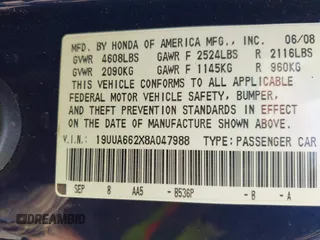 MFD. BY HONDA OF AMERICA MFG., INC. 06/08
GVWR 4608LBS GAWR F 2524LBS R 2116LBS
GVWR 2090KG GAWR F 1145KG R 960KG
THIS VEHICLE CONFORMS TO ALL APPLICABLE
FEDERAL MOTOR VEHICLE SAFETY, BUMPER,
AND THEFT PREVENTION STANDARDS IN EFFECT
ON THE DATE OF MANUFACTURE SHOWN ABOVE.
V.I.N.: 19UUA662X8A047988 TYPE:PASSENGER CAR
SEP 8 AA5 - B536P - B - A
DREAMBID